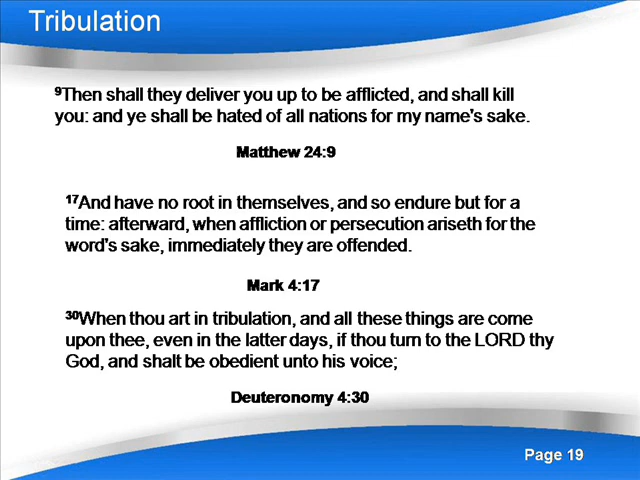 Tribulation
⁹Then shall they deliver you up to be afflicted, and shall kill
you: and ye shall be hated of all nations for my name's sake.
Matthew 24:9
¹⁷And have no root in themselves, and so endure but for a
time: afterward, when affliction or persecution ariseth for the
word's sake, immediately they are offended.
Mark 4:17
³⁰When thou art in tribulation, and all these things are come
upon thee, even in the latter days, if thou turn to the LORD thy
God, and shalt be obedient unto his voice;
Deuteronomy 4:30
Page 19